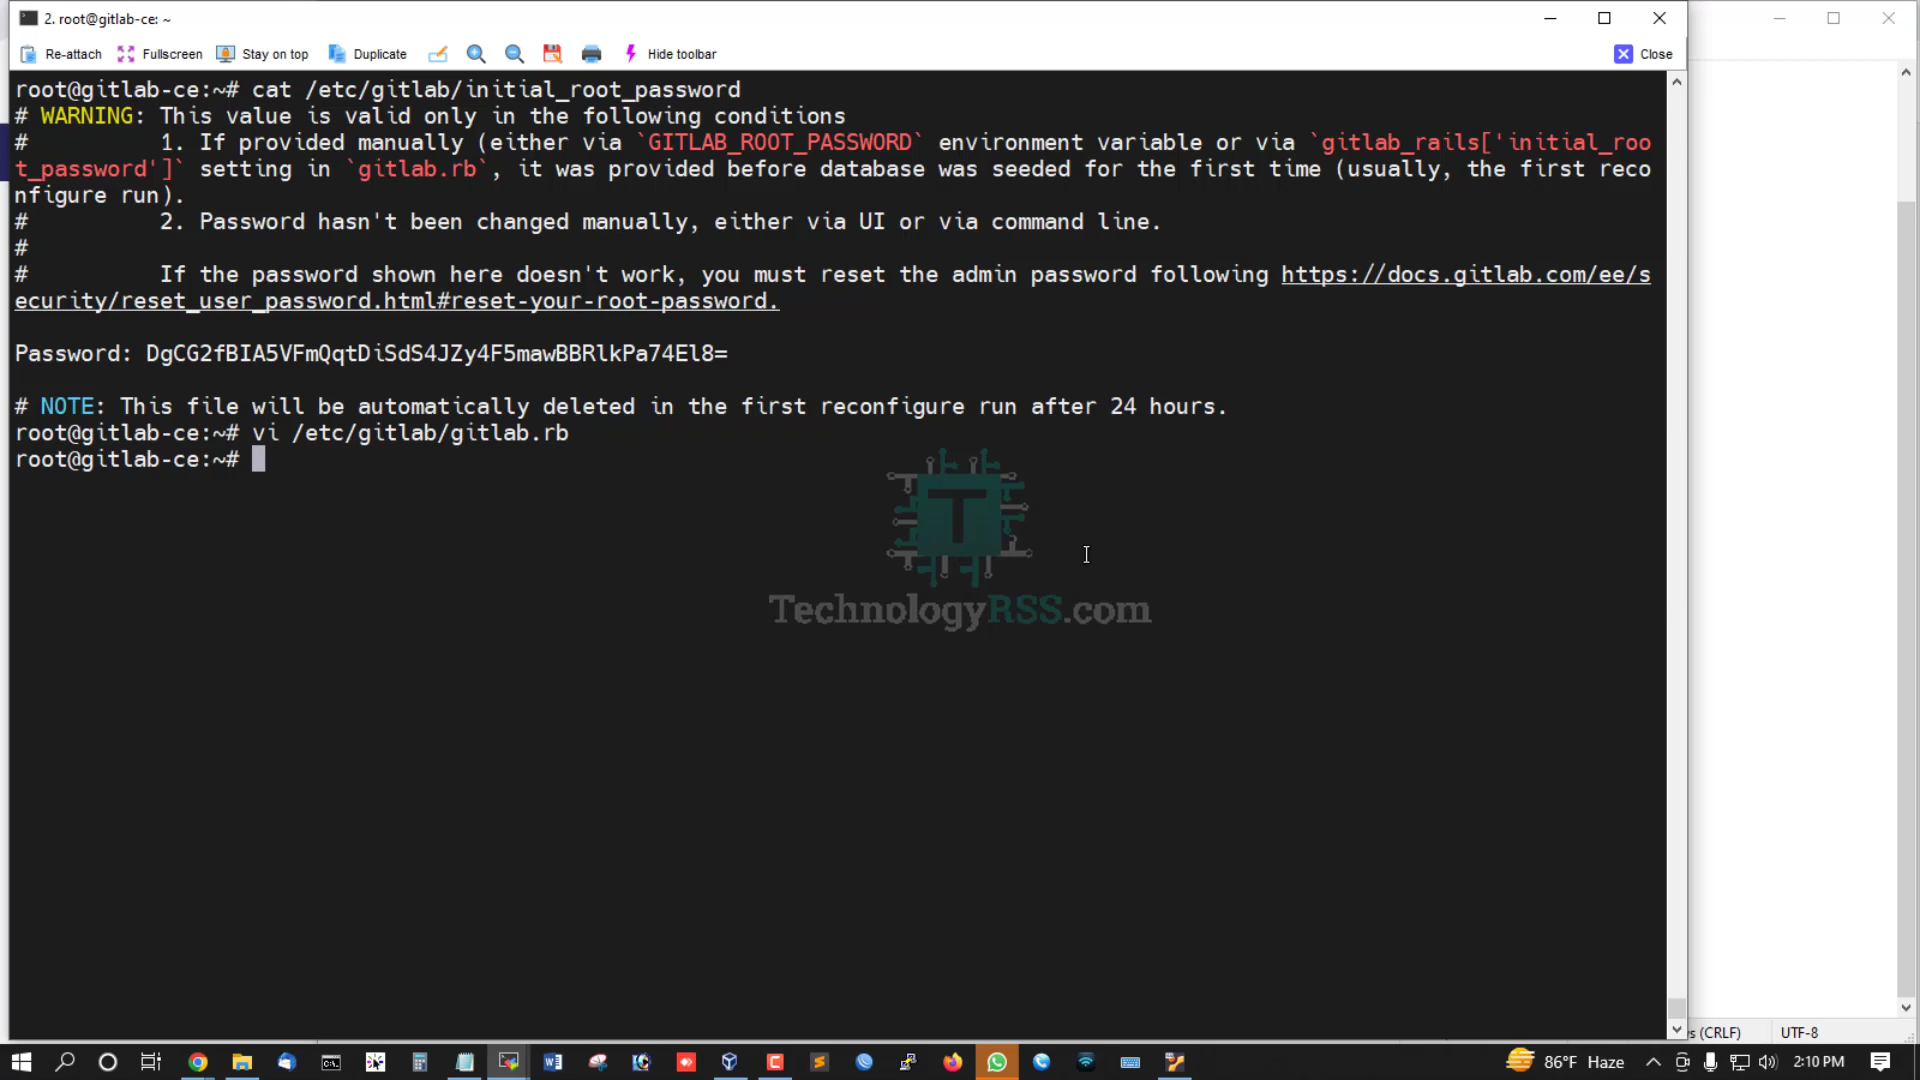 2. root@gitlab-ce: ~
Re-attach Fullscreen Stay on top Duplicate Hide toolbar Close
root@gitlab-ce:~# cat /etc/gitlab/initial_root_password
# WARNING: This value is valid only in the following conditions
#          1. If provided manually (either via `GITLAB_ROOT_PASSWORD` environment variable or via `gitlab_rails['initial_roo
t_password']` setting in `gitlab.rb`, it was provided before database was seeded for the first time (usually, the first reco
nfigure run).
#          2. Password hasn't been changed manually, either via UI or via command line.
#
#          If the password shown here doesn't work, you must reset the admin password following https://docs.gitlab.com/ee/s
ecurity/reset_user_password.html#reset-your-root-password.
Password: DgCG2fBIA5VFmQqtDiSdS4JZy4F5mawBBRlkPa74El8=
# NOTE: This file will be automatically deleted in the first reconfigure run after 24 hours.
root@gitlab-ce:~# vi /etc/gitlab/gitlab.rb
root@gitlab-ce:~#
T
TechnologyRSS.com
s (CRLF) UTF-8
86°F Haze 2:10 PM